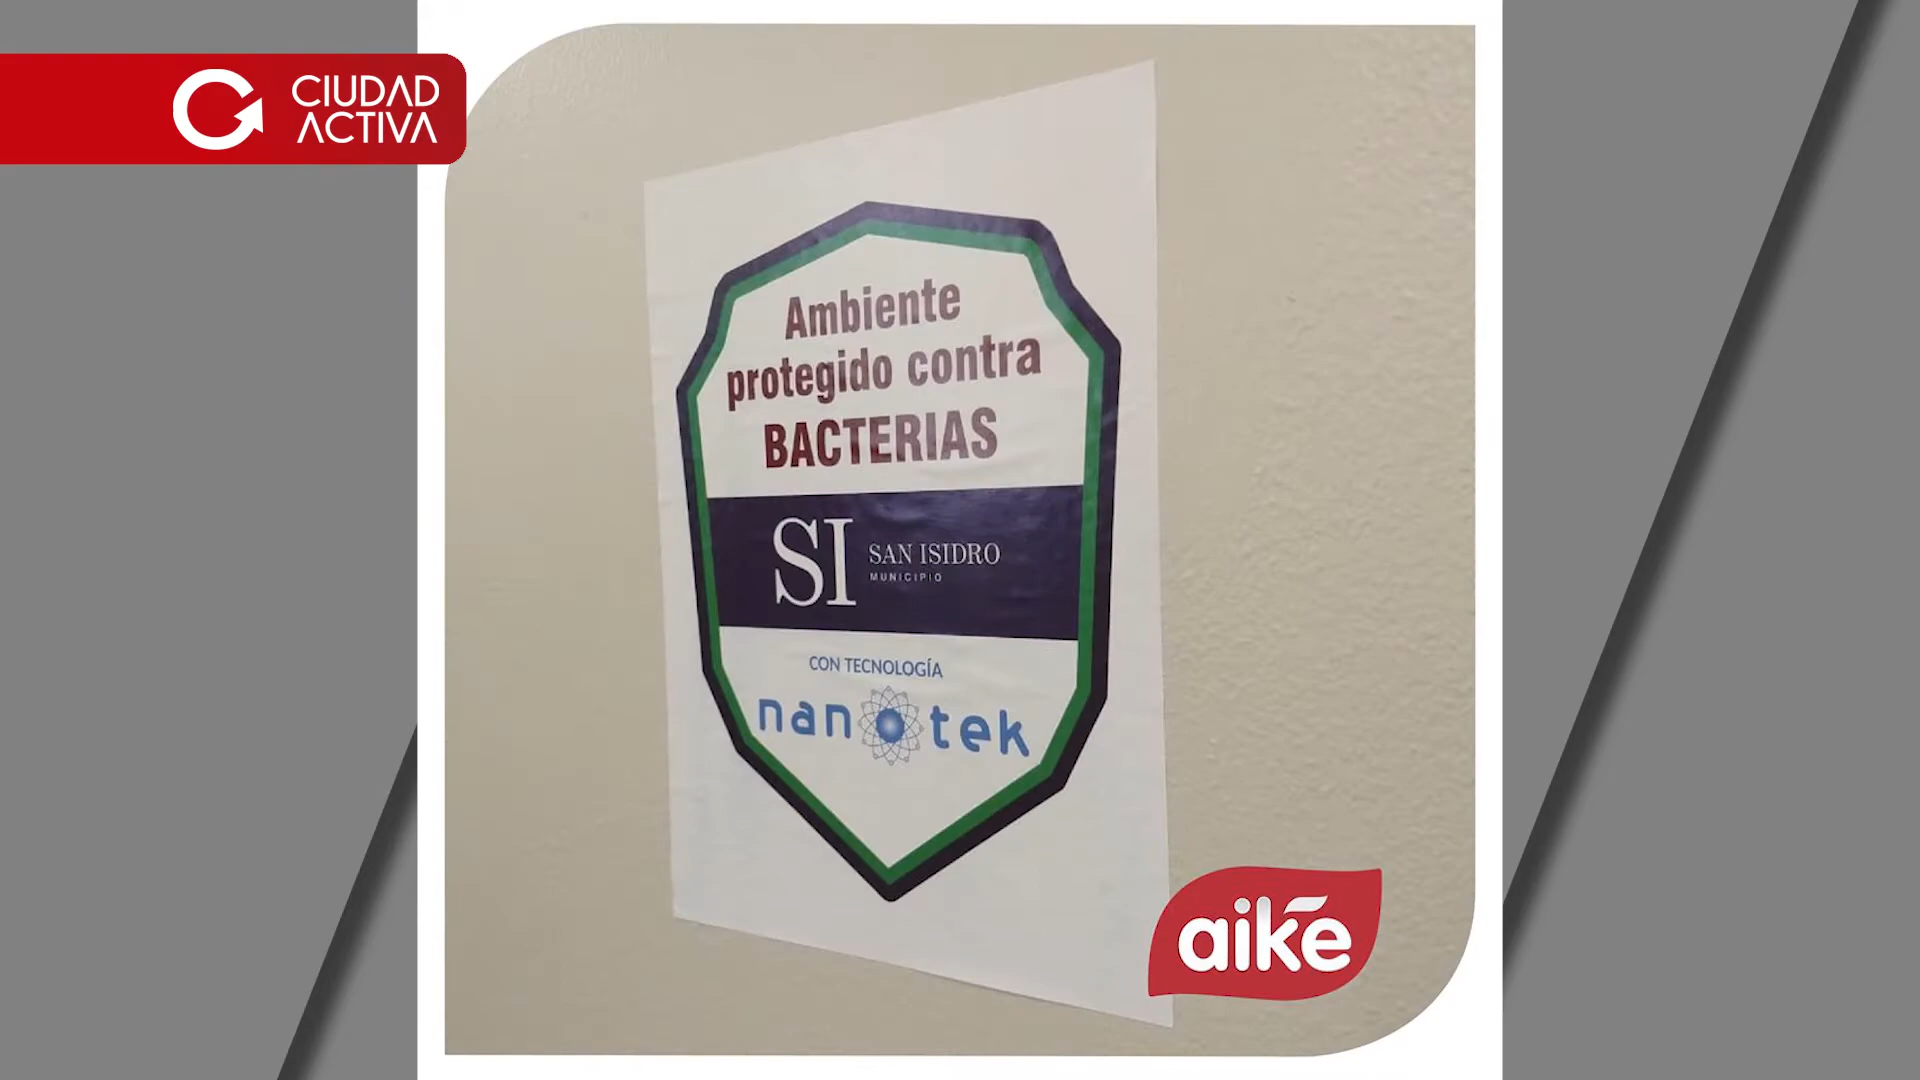 CIUDAD
ACTIVA
Ambiente
protegido contra
BACTERIAS
SI SAN ISIDRO
MUNICIPIO
CON TECNOLOGÍA
nanotek
aike